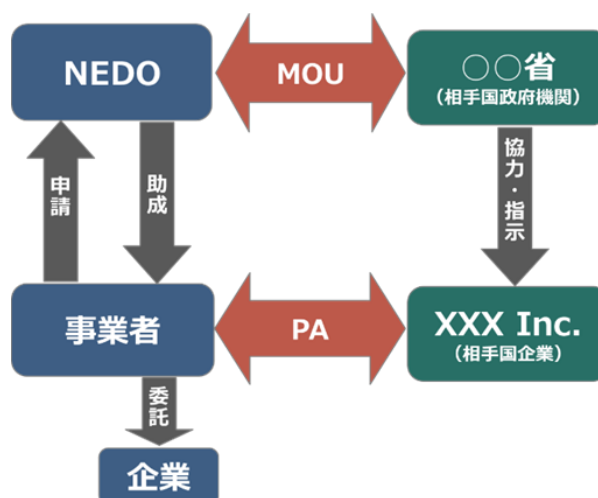 NEDO
MOU
○○省
(相手国政府機関)
申請
助成
協力・指示
事業者
PA
XXX Inc.
(相手国企業)
委託
企業